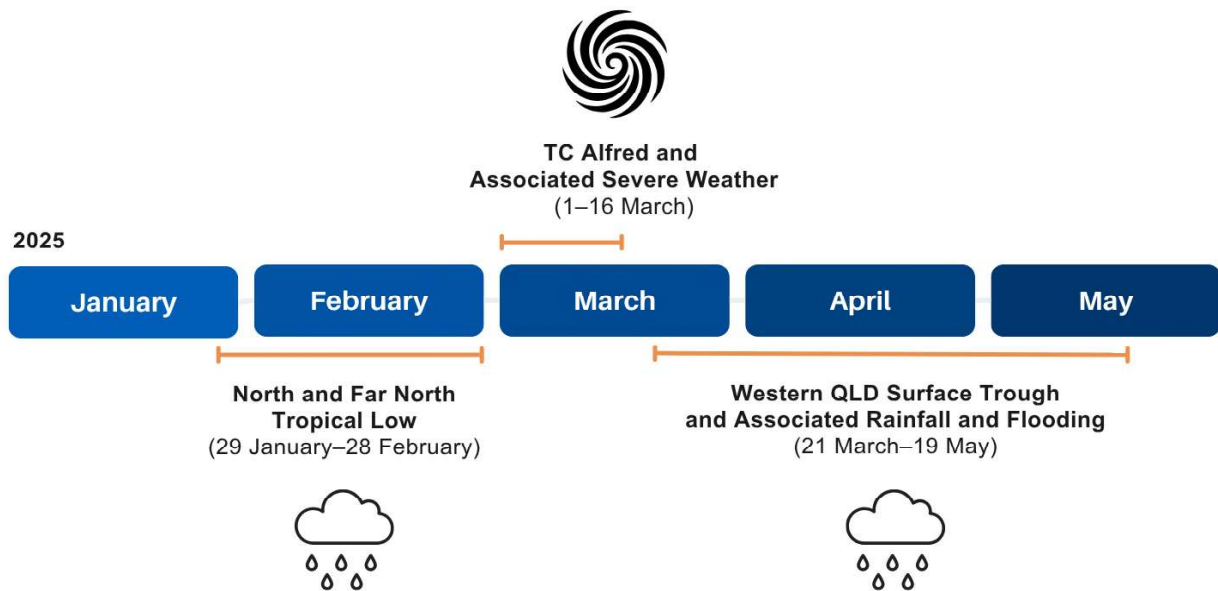 TC Alfred and
Associated Severe Weather
(1–16 March)
2025
January
February
March
April
May
North and Far North
Tropical Low
(29 January–28 February)
Western QLD Surface Trough
and Associated Rainfall and Flooding
(21 March–19 May)